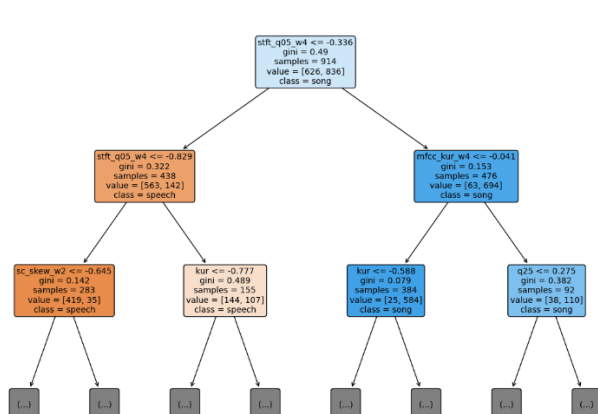 stft_q05_w4 <= -0.336
gini = 0.49
samples = 914
value = [626, 836]
class = song
stft_q05_w4 <= -0.829
gini = 0.322
samples = 438
value = [563, 142]
class = speech
mfcc_kur_w4 <= -0.041
gini = 0.153
samples = 476
value = [63, 694]
class = song
sc_skew_w2 <= -0.645
gini = 0.142
samples = 283
value = [419, 35]
class = speech
kur <= -0.777
gini = 0.489
samples = 155
value = [144, 107]
class = speech
kur <= -0.588
gini = 0.079
samples = 384
value = [25, 584]
class = song
q25 <= 0.275
gini = 0.382
samples = 92
value = [38, 110]
class = song
(...)
(...)
(...)
(...)
(...)
(...)
(...)
(...)